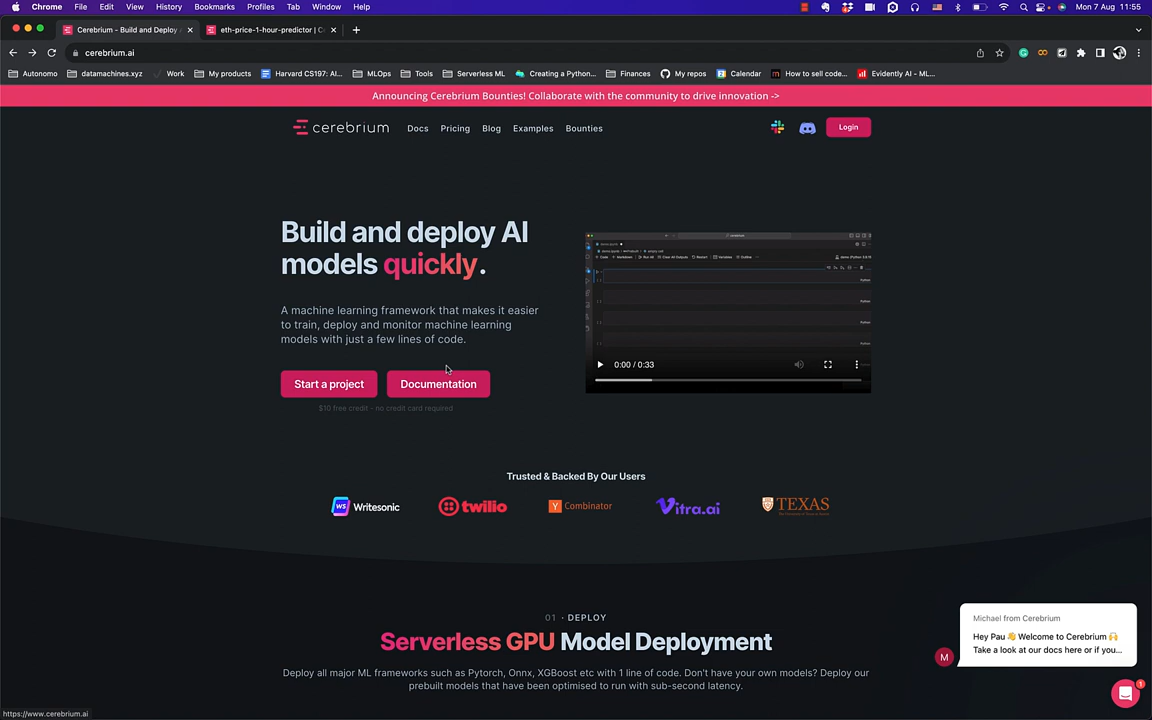 Chrome File Edit View History Bookmarks Profiles Tab Window Help Mon 7 Aug 11:55
Cerebrium - Build and Deploy eth-price-1-hour-predictor | C
cerebrium.ai
Autonomo datamachines.xyz Work My products Harvard CS197: AI... MLOps Tools Serverless ML Creating a Python... Finances My repos Calendar How to sell code... Evidently AI - ML...
Announcing Cerebrium Bounties! Collaborate with the community to drive innovation ->
cerebrium Docs Pricing Blog Examples Bounties Login
Build and deploy AI
models quickly.
A machine learning framework that makes it easier
to train, deploy and monitor machine learning
models with just a few lines of code.
Start a project Documentation
$10 free credit - no credit card required
0:00 / 0:33
Trusted & Backed By Our Users
WS Writesonic twilio Y Combinator Vitra.ai TEXAS
01 · DEPLOY
Serverless GPU Model Deployment
Deploy all major ML frameworks such as Pytorch, Onnx, XGBoost etc with 1 line of code. Don't have your own models? Deploy our
prebuilt models that have been optimised to run with sub-second latency.
Michael from Cerebrium
Hey Pau 👋 Welcome to Cerebrium 🙌
Take a look at our docs here or if you...
M
1
https://www.cerebrium.ai